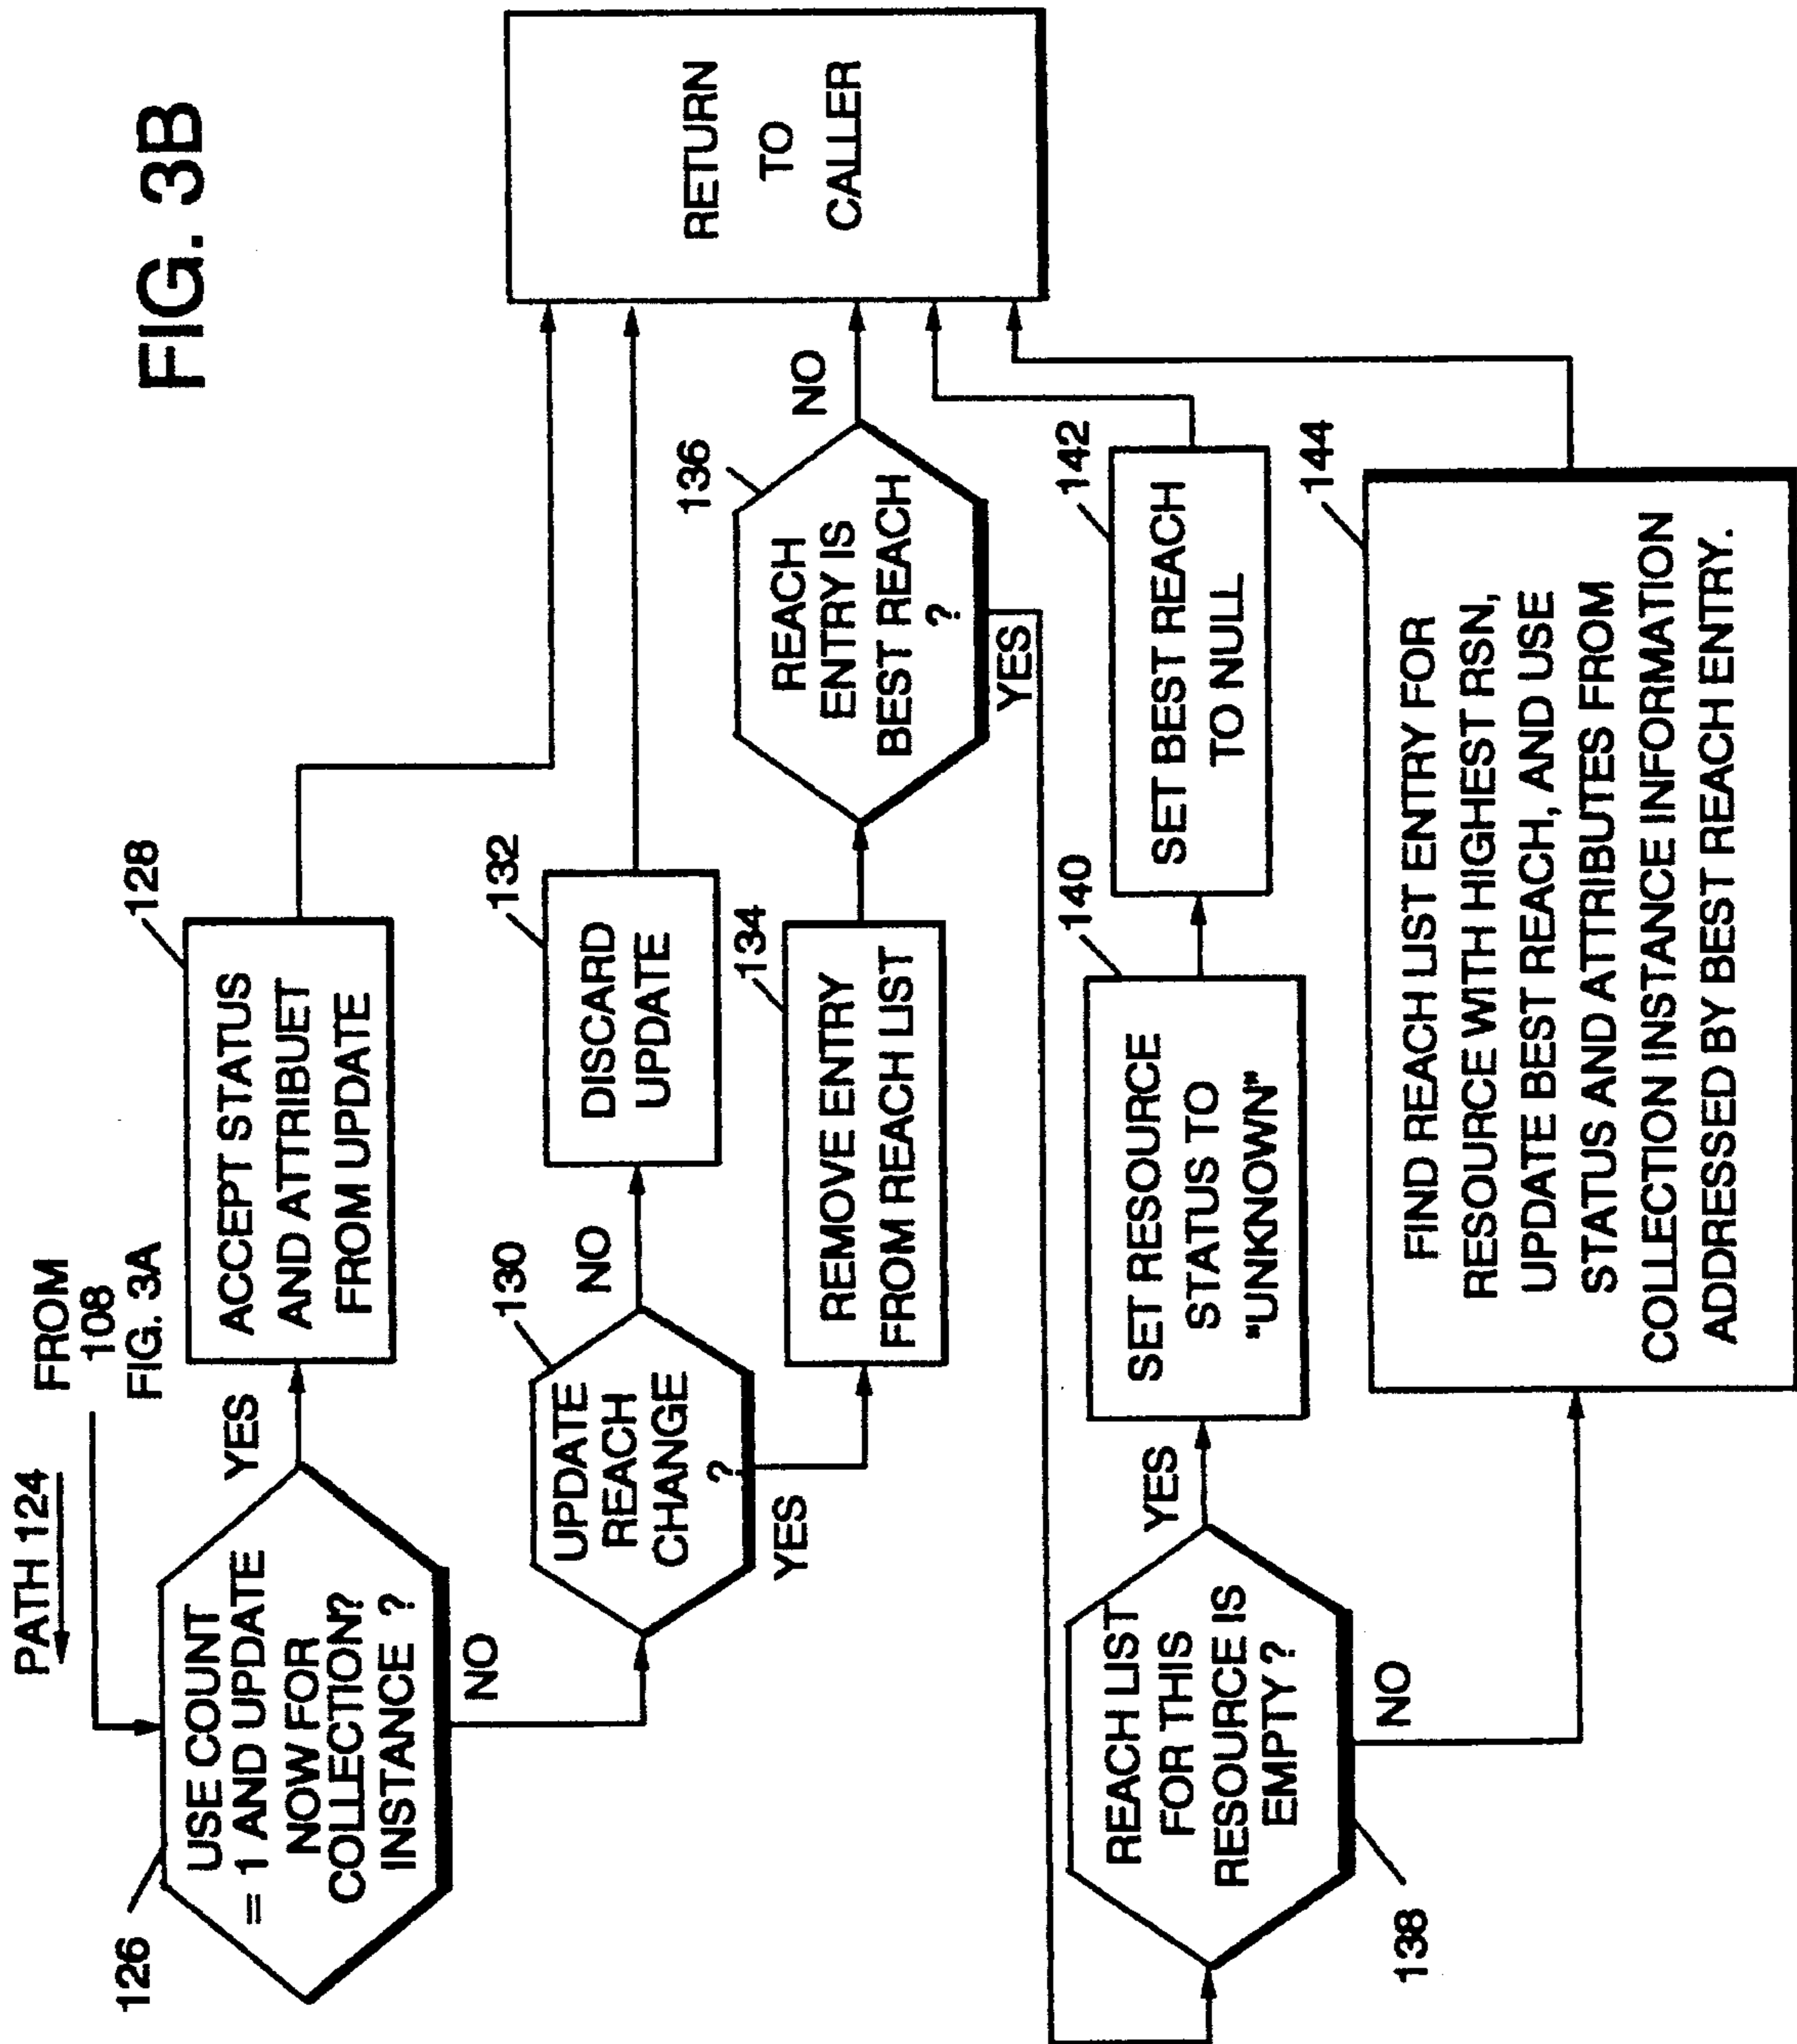 FIG. 3B
PATH 124
FROM
108
FIG. 3A
126
USE COUNT
= 1 AND UPDATE
NOW FOR
COLLECTION?
INSTANCE ?
YES
NO
128
ACCEPT STATUS
AND ATTRIBUET
FROM UPDATE
130
UPDATE
REACH
CHANGE
?
NO
YES
132
DISCARD
UPDATE
134
REMOVE ENTRY
FROM REACH LIST
136
REACH
ENTRY IS
BEST REACH
?
NO
YES
RETURN
TO
CALLER
138
REACH LIST
FOR THIS
RESOURCE IS
EMPTY ?
YES
NO
140
SET RESOURCE
STATUS TO
"UNKNOWN"
142
SET BEST REACH
TO NULL
144
FIND REACH LIST ENTRY FOR
RESOURCE WITH HIGHEST RSN,
UPDATE BEST REACH, AND USE
STATUS AND ATTRIBUTES FROM
COLLECTION INSTANCE INFORMATION
ADDRESSED BY BEST REACH ENTRY.